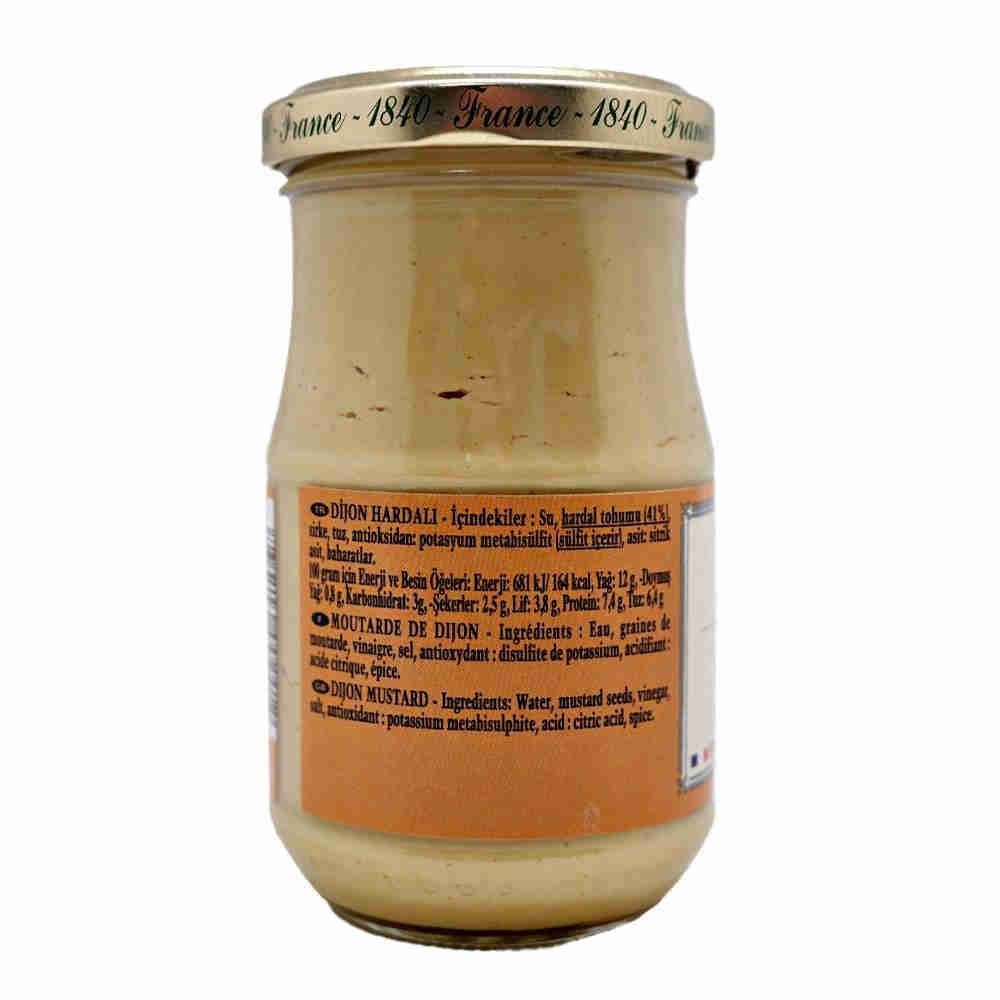 France ~ 1840 ~ France ~ 1840 ~ Fran
TR DİJON HARDALI - İçindekiler : Su, hardal tohumu (41%),
sirke, tuz, antioksidan: potasyum metabisülfit (sülfit içerir), asit: sitrik
asit, baharatlar.
100 gram için Enerji ve Besin Öğeleri: Enerji: 681 kJ/ 164 kcal, Yağ: 12 g, -Doymuş
Yağ: 0,8 g, Karbonhidrat: 3g, -Şekerler: 2,5 g, Lif: 3,8 g, Protein: 7,4 g, Tuz: 6,4 g
F MOUTARDE DE DIJON - Ingrédients : Eau, graines de
moutarde, vinaigre, sel, antioxydant : disulfite de potassium, acidifiant :
acide citrique, épice.
GB DIJON MUSTARD - Ingredients: Water, mustard seeds, vinegar,
salt, antioxidant : potassium metabisulphite, acid : citric acid, spice.